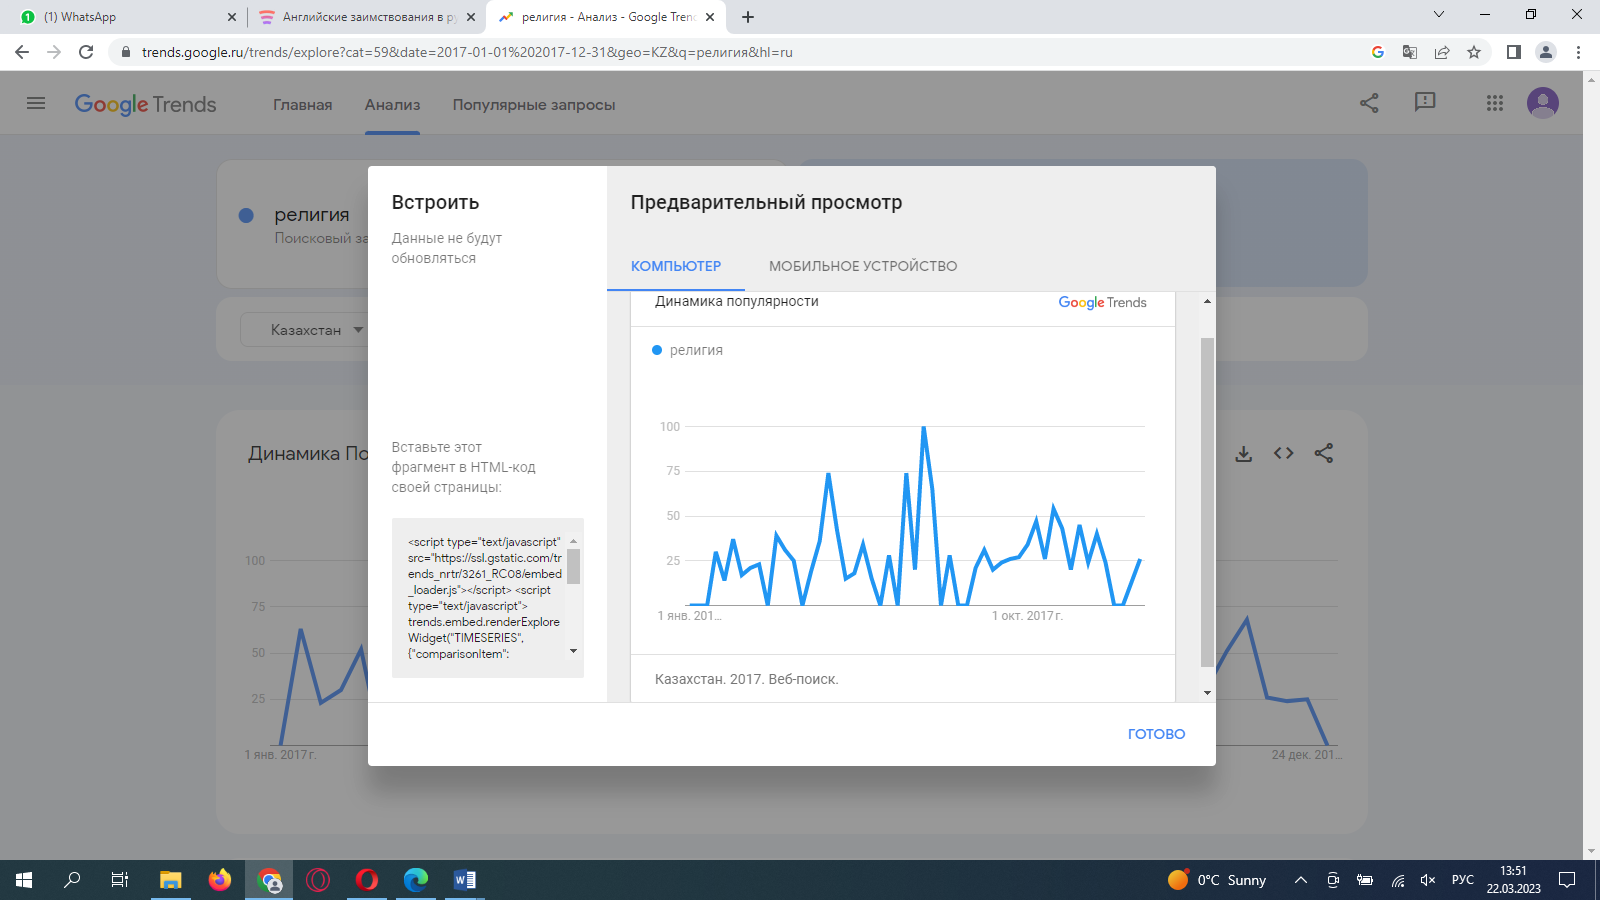 (1) WhatsApp
Английские заимствования в ру
религия - Анализ - Google Tren
trends.google.ru/trends/explore?cat=59&date=2017-01-01%202017-12-31&geo=KZ&q=религия&hl=ru
Google Trends
Главная
Анализ
Популярные запросы
религия
Поисковый за
Казахстан
Динамика По
100
75
50
25
1 янв. 2017 г.
24 дек. 201...
Встроить
Данные не будут
обновляться
Вставьте этот
фрагмент в HTML-код
своей страницы:
<script type="text/javascript"
src="https://ssl.gstatic.com/tr
ends_nrtr/3261_RC08/embed
_loader.js"></script> <script
type="text/javascript">
trends.embed.renderExplore
Widget("TIMESERIES",
{"comparisonItem":
Предварительный просмотр
КОМПЬЮТЕР
МОБИЛЬНОЕ УСТРОЙСТВО
Динамика популярности
Google Trends
религия
100
75
50
25
1 янв. 201...
1 окт. 2017 г.
Казахстан. 2017. Веб-поиск.
ГОТОВО
0°C Sunny
РУС
13:51
22.03.2023